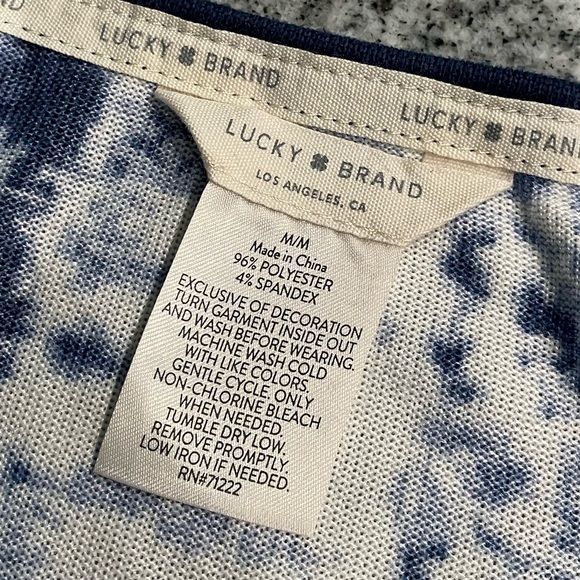 BRAND
LUCKY BRAND
LUCKY BRAND
LUCKY BRAND
LOS ANGELES, CA
M/M
Made in China
96% POLYESTER
4% SPANDEX
EXCLUSIVE OF DECORATION
TURN GARMENT INSIDE OUT
AND WASH BEFORE WEARING.
MACHINE WASH COLD
WITH LIKE COLORS
GENTLE CYCLE. ONLY
NON-CHLORINE BLEACH
WHEN NEEDED
TUMBLE DRY LOW.
REMOVE PROMPTLY
LOW IRON IF NEEDED.
RN#71222